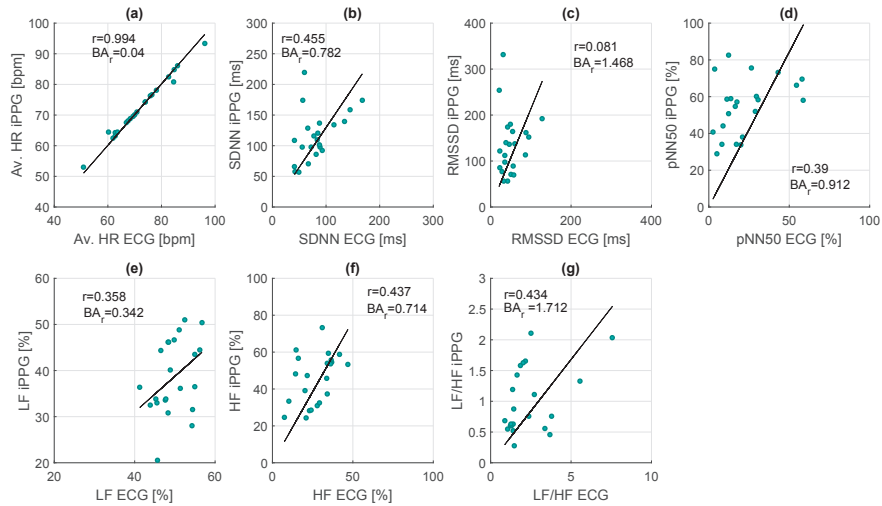 (a)
r=0.994
BA_r=0.04
Av. HR iPPG [bpm]
100
90
80
70
60
50
40
40 60 80 100
Av. HR ECG [bpm]
(b)
r=0.455
BA_r=0.782
SDNN iPPG [ms]
300
250
200
150
100
50
0
0 100 200 300
SDNN ECG [ms]
(c)
r=0.081
BA_r=1.468
RMSSD iPPG [ms]
400
300
200
100
0
0 200 400
RMSSD ECG [ms]
(d)
r=0.39
BA_r=0.912
pNN50 iPPG [%]
100
80
60
40
20
0
0 50 100
pNN50 ECG [%]
(e)
r=0.358
BA_r=0.342
LF iPPG [%]
60
50
40
30
20
20 40 60
LF ECG [%]
(f)
r=0.437
BA_r=0.714
HF iPPG [%]
100
80
60
40
20
0
0 50 100
HF ECG [%]
(g)
r=0.434
BA_r=1.712
LF/HF iPPG
3
2.5
2
1.5
1
0.5
0
0 5 10
LF/HF ECG